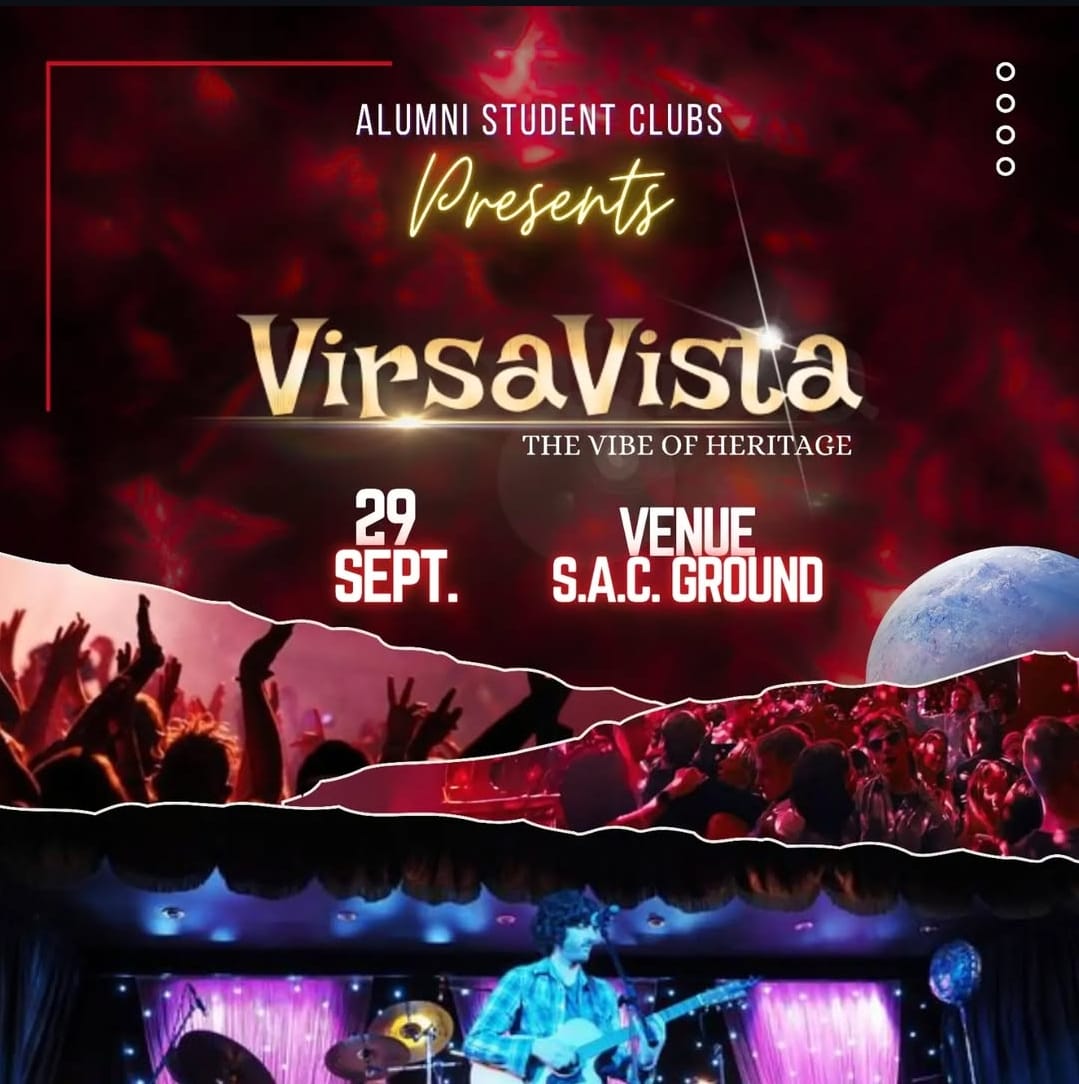 ALUMNI STUDENT CLUBS
Presents
VirsaVista
THE VIBE OF HERITAGE
29
SEPT.
VENUE
S.A.C. GROUND